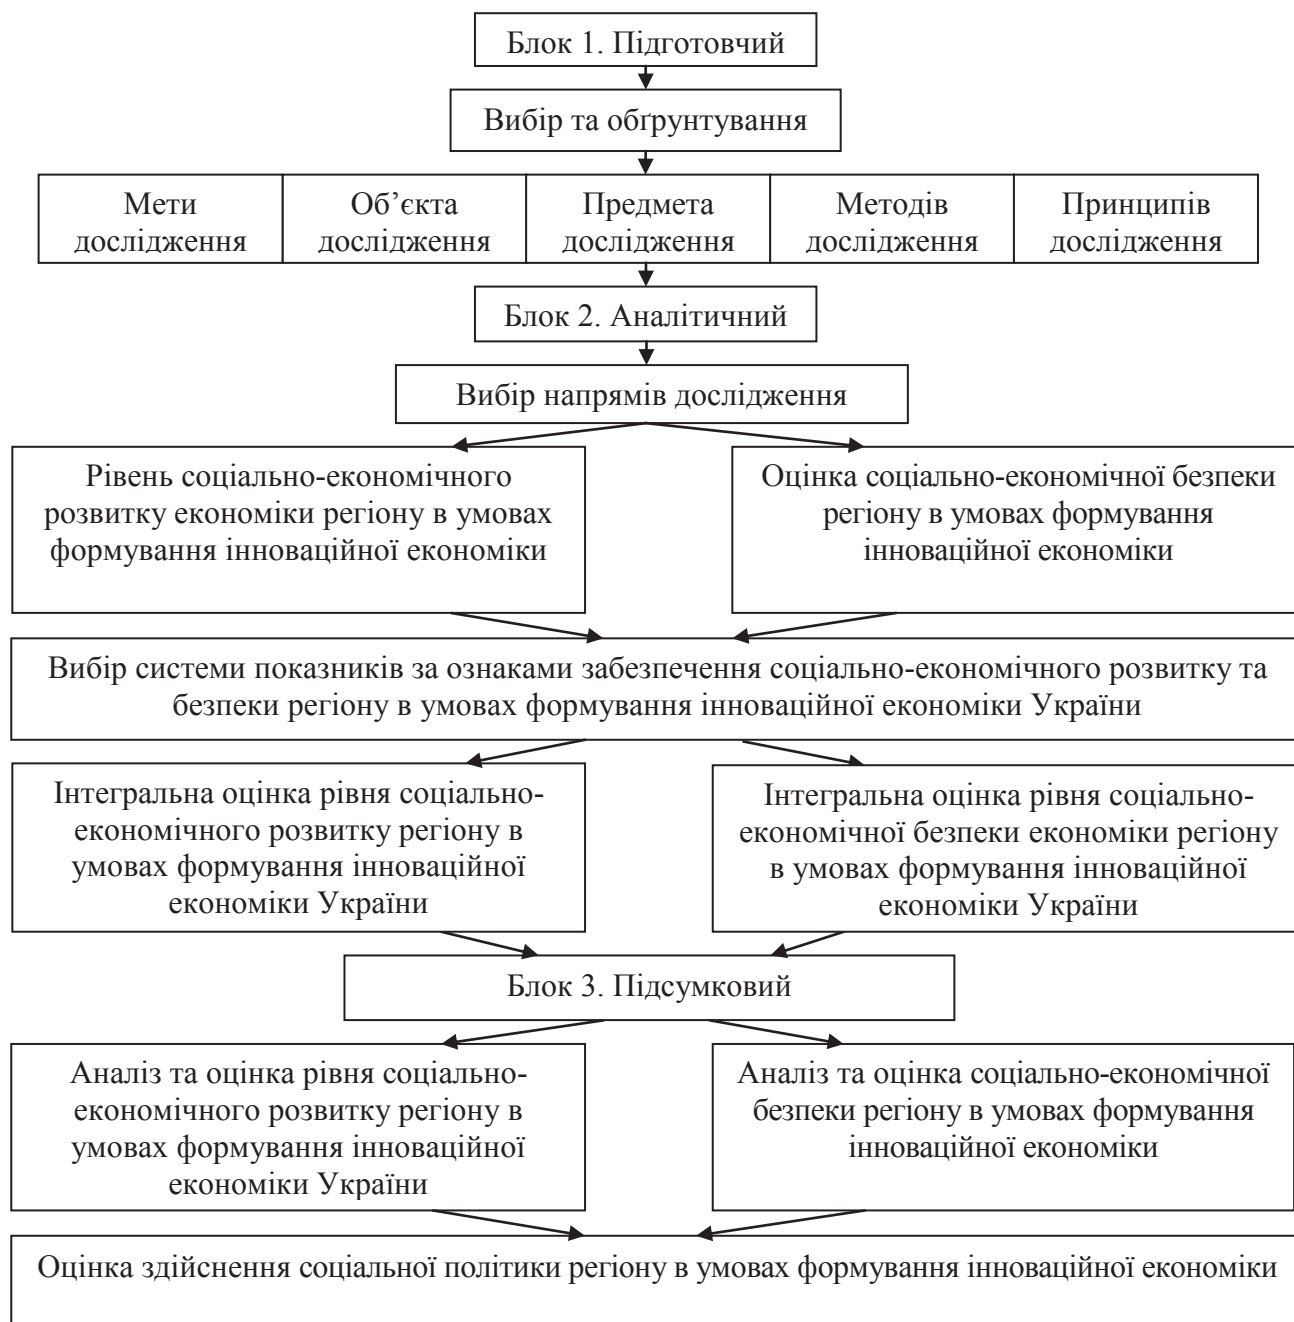 Блок 1. Підготовчий
Вибір та обґрунтування
Мети
дослідження
Об’єкта
дослідження
Предмета
дослідження
Методів
дослідження
Принципів
дослідження
Блок 2. Аналітичний
Вибір напрямів дослідження
Рівень соціально-економічного
розвитку економіки регіону в умовах
формування інноваційної економіки
Оцінка соціально-економічної безпеки
регіону в умовах формування
інноваційної економіки
Вибір системи показників за ознаками забезпечення соціально-економічного розвитку та
безпеки регіону в умовах формування інноваційної економіки України
Інтегральна оцінка рівня соціально-
економічного розвитку регіону в
умовах формування інноваційної
економіки України
Інтегральна оцінка рівня соціально-
економічної безпеки економіки регіону
в умовах формування інноваційної
економіки України
Блок 3. Підсумковий
Аналіз та оцінка рівня соціально-
економічного розвитку регіону в
умовах формування інноваційної
економіки України
Аналіз та оцінка соціально-економічної
безпеки регіону в умовах формування
інноваційної економіки
Оцінка здійснення соціальної політики регіону в умовах формування інноваційної економіки